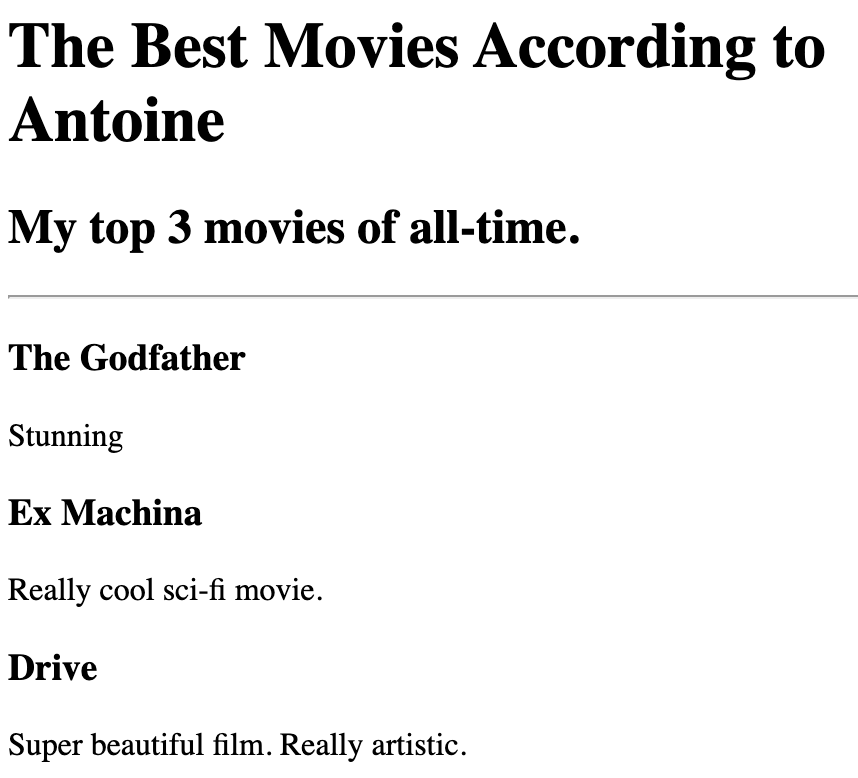 The Best Movies According to
Antoine
My top 3 movies of all-time.
The Godfather
Stunning
Ex Machina
Really cool sci-fi movie.
Drive
Super beautiful film. Really artistic.